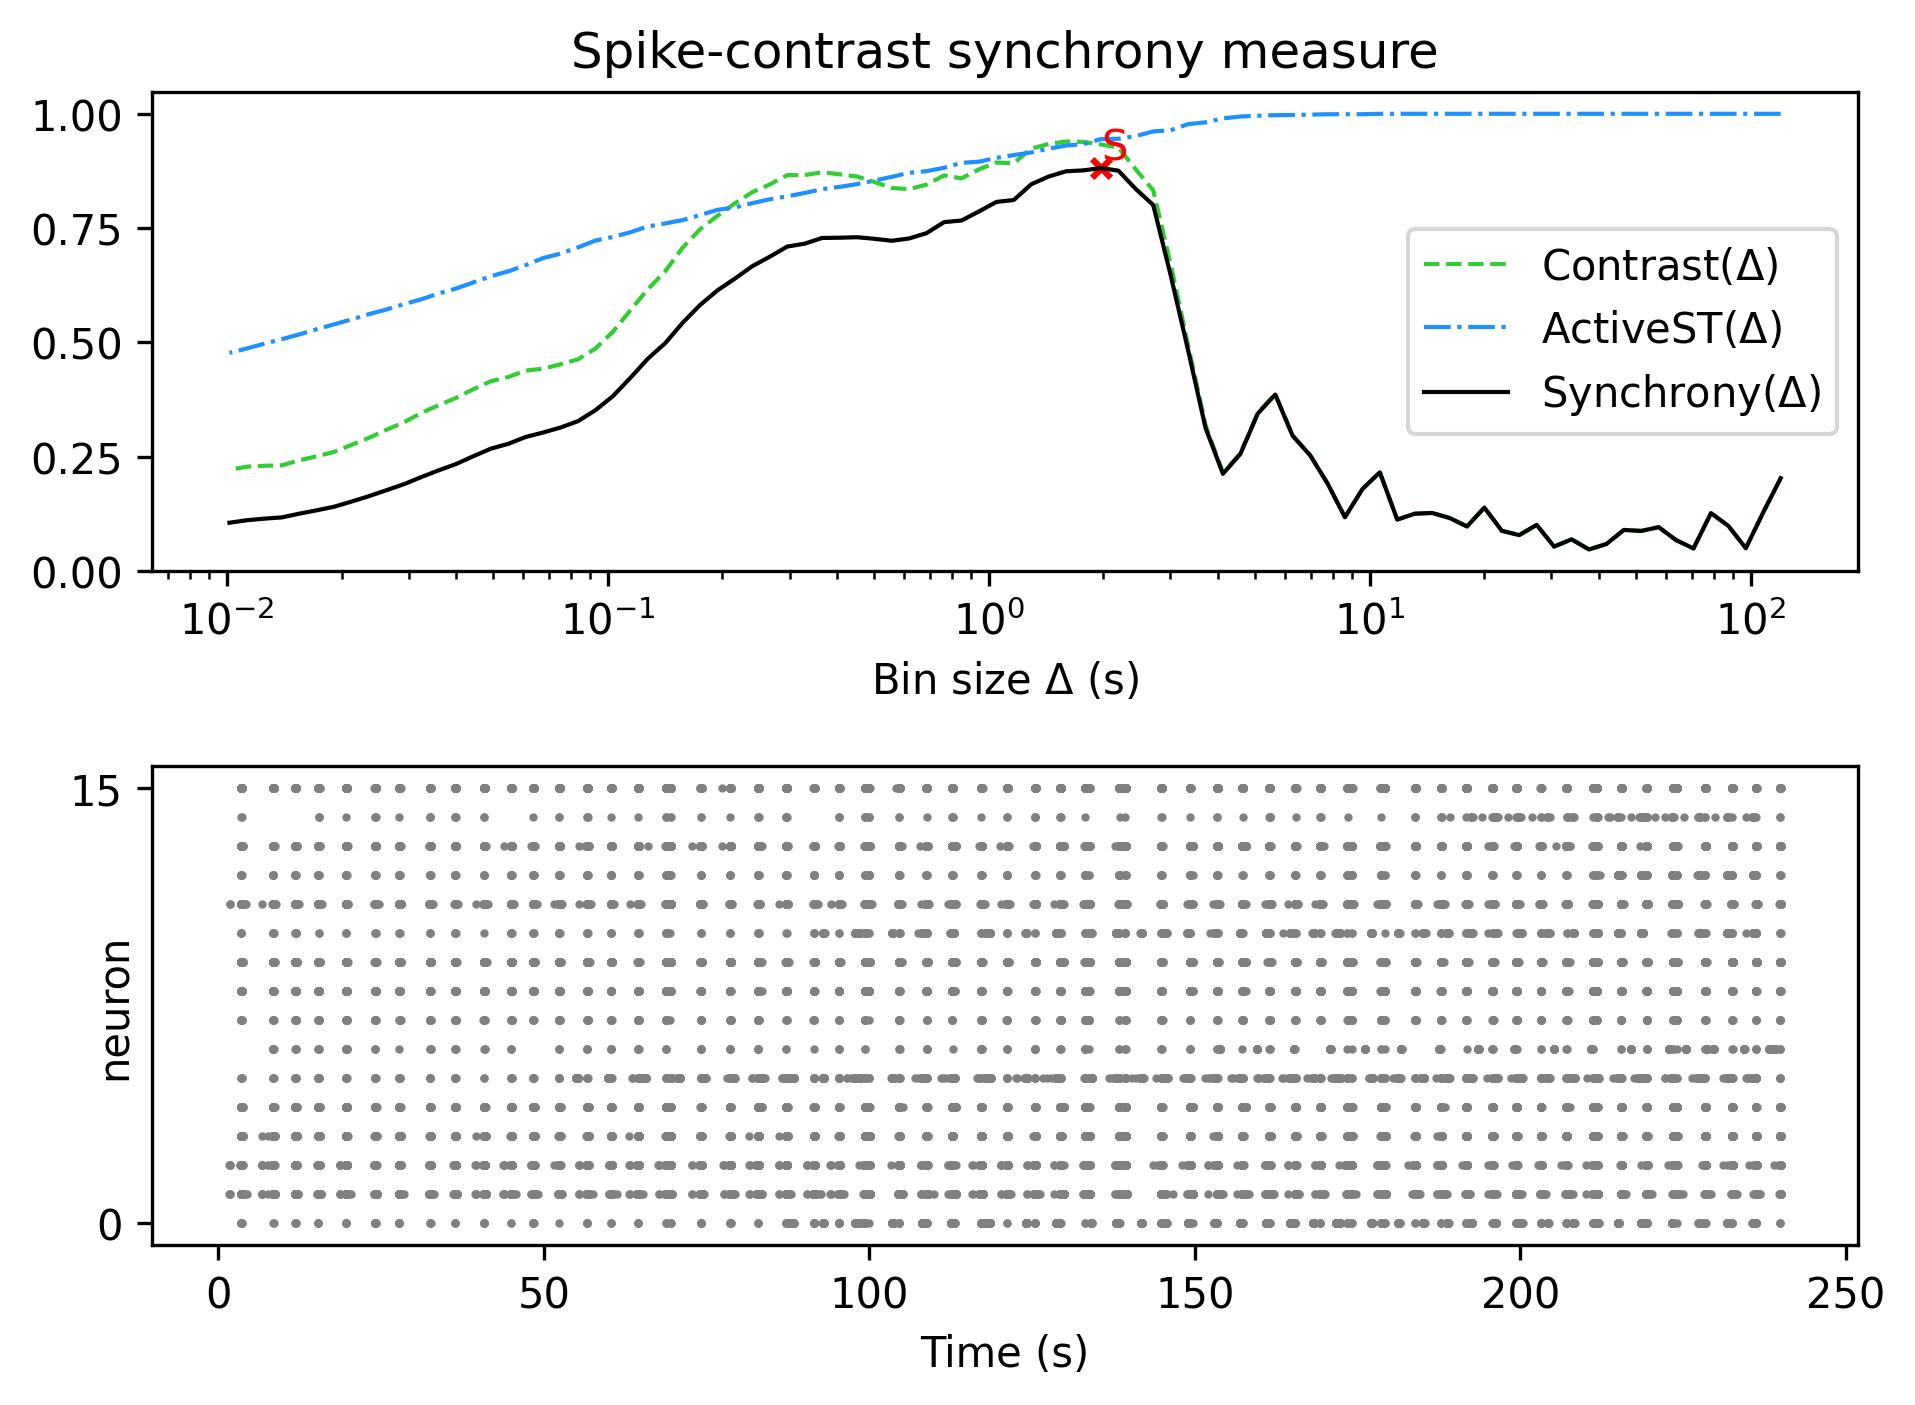 Spike-contrast synchrony measure
1.00
0.75
0.50
0.25
0.00
S
Contrast(Δ)
ActiveST(Δ)
Synchrony(Δ)
10⁻² 10⁻¹ 10⁰ 10¹ 10²
Bin size Δ (s)
15
neuron
0
0 50 100 150 200 250
Time (s)